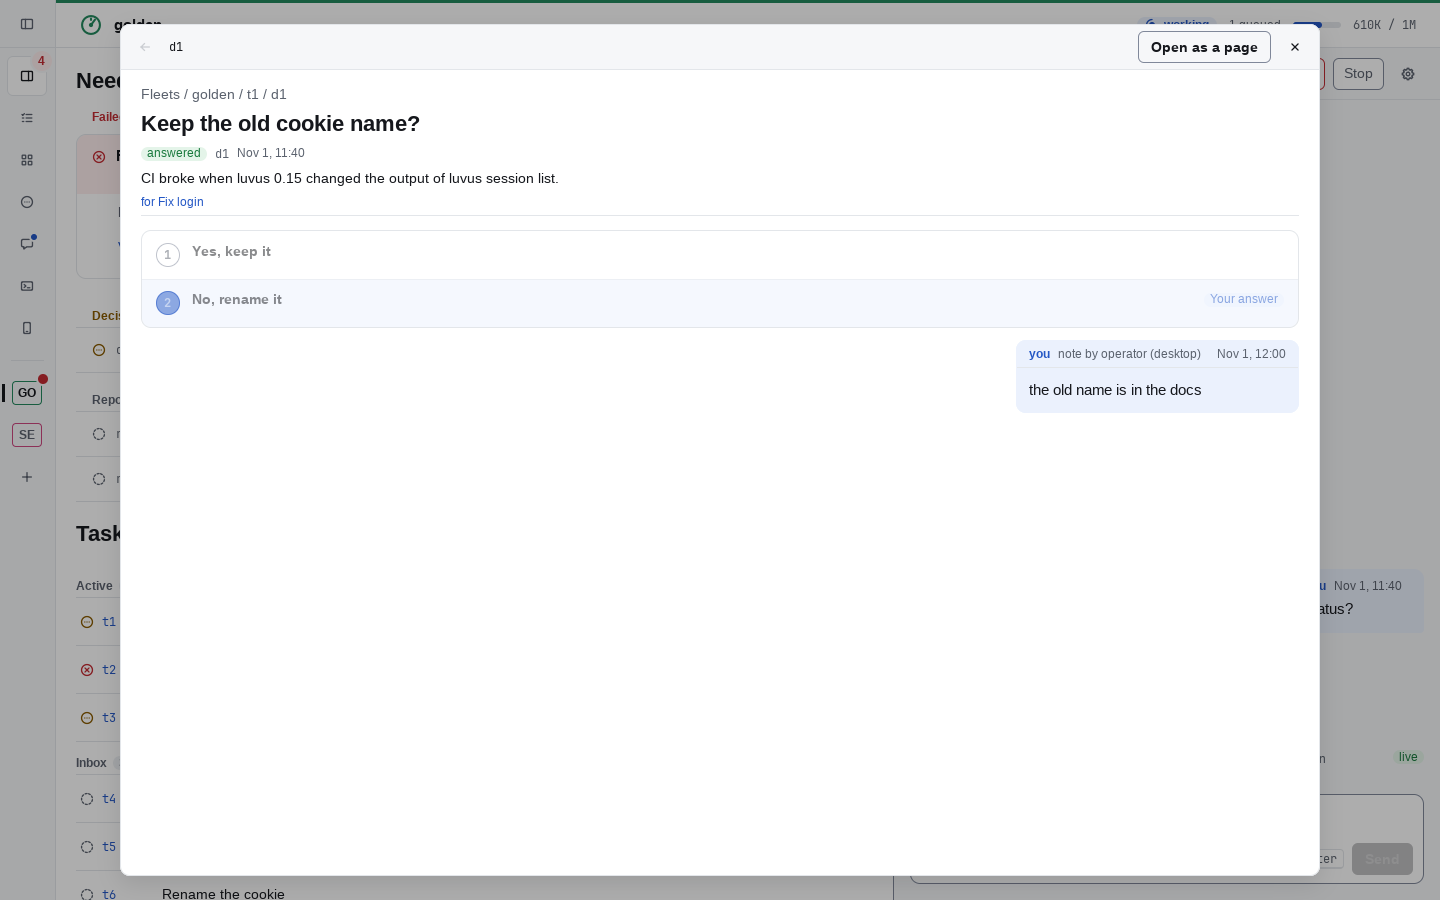 golden
working
1 queued
610K / 1M
d1
Open as a page
4
Stop
Fleets / golden / t1 / d1
Keep the old cookie name?
answered
d1
Nov 1, 11:40
CI broke when luvus 0.15 changed the output of luvus session list.
for Fix login
1
Yes, keep it
2
No, rename it
Your answer
you
note by operator (desktop)
Nov 1, 12:00
the old name is in the docs
GO
SE
Active
t1
t2
t3
Inbox
t4
t5
t6
Rename the cookie
Nov 1, 11:40
live
Send